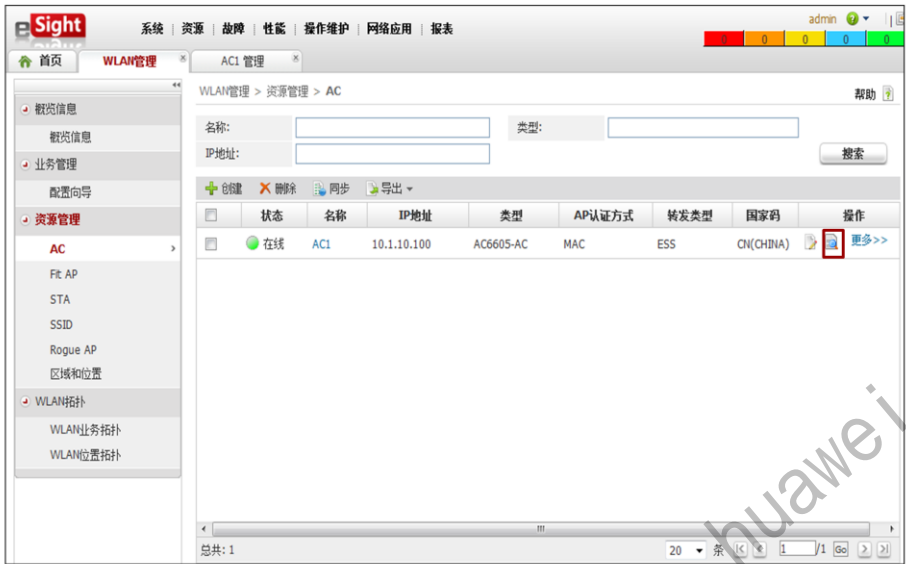 eSight
系统 | 资源 | 故障 | 性能 | 操作维护 | 网络应用 | 报表
admin
0 0 0 0 0
首页 WLAN管理 AC1 管理
WLAN管理 > 资源管理 > AC
帮助
概览信息
概览信息
业务管理
配置向导
资源管理
AC
Fit AP
STA
SSID
Rogue AP
区域和位置
WLAN拓扑
WLAN业务拓扑
WLAN位置拓扑
名称: 类型:
IP地址: 搜索
创建 删除 同步 导出
状态 名称 IP地址 类型 AP认证方式 转发类型 国家码 操作
在线 AC1 10.1.10.100 AC6605-AC MAC ESS CN(CHINA) 更多>>
总共: 1 20 条 1 /1 Go
huawei